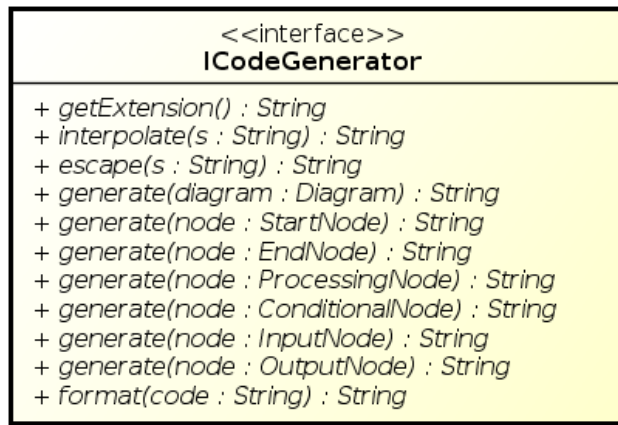 <<interface>>
ICodeGenerator
+ getExtension() : String
+ interpolate(s : String) : String
+ escape(s : String) : String
+ generate(diagram : Diagram) : String
+ generate(node : StartNode) : String
+ generate(node : EndNode) : String
+ generate(node : ProcessingNode) : String
+ generate(node : ConditionalNode) : String
+ generate(node : InputNode) : String
+ generate(node : OutputNode) : String
+ format(code : String) : String